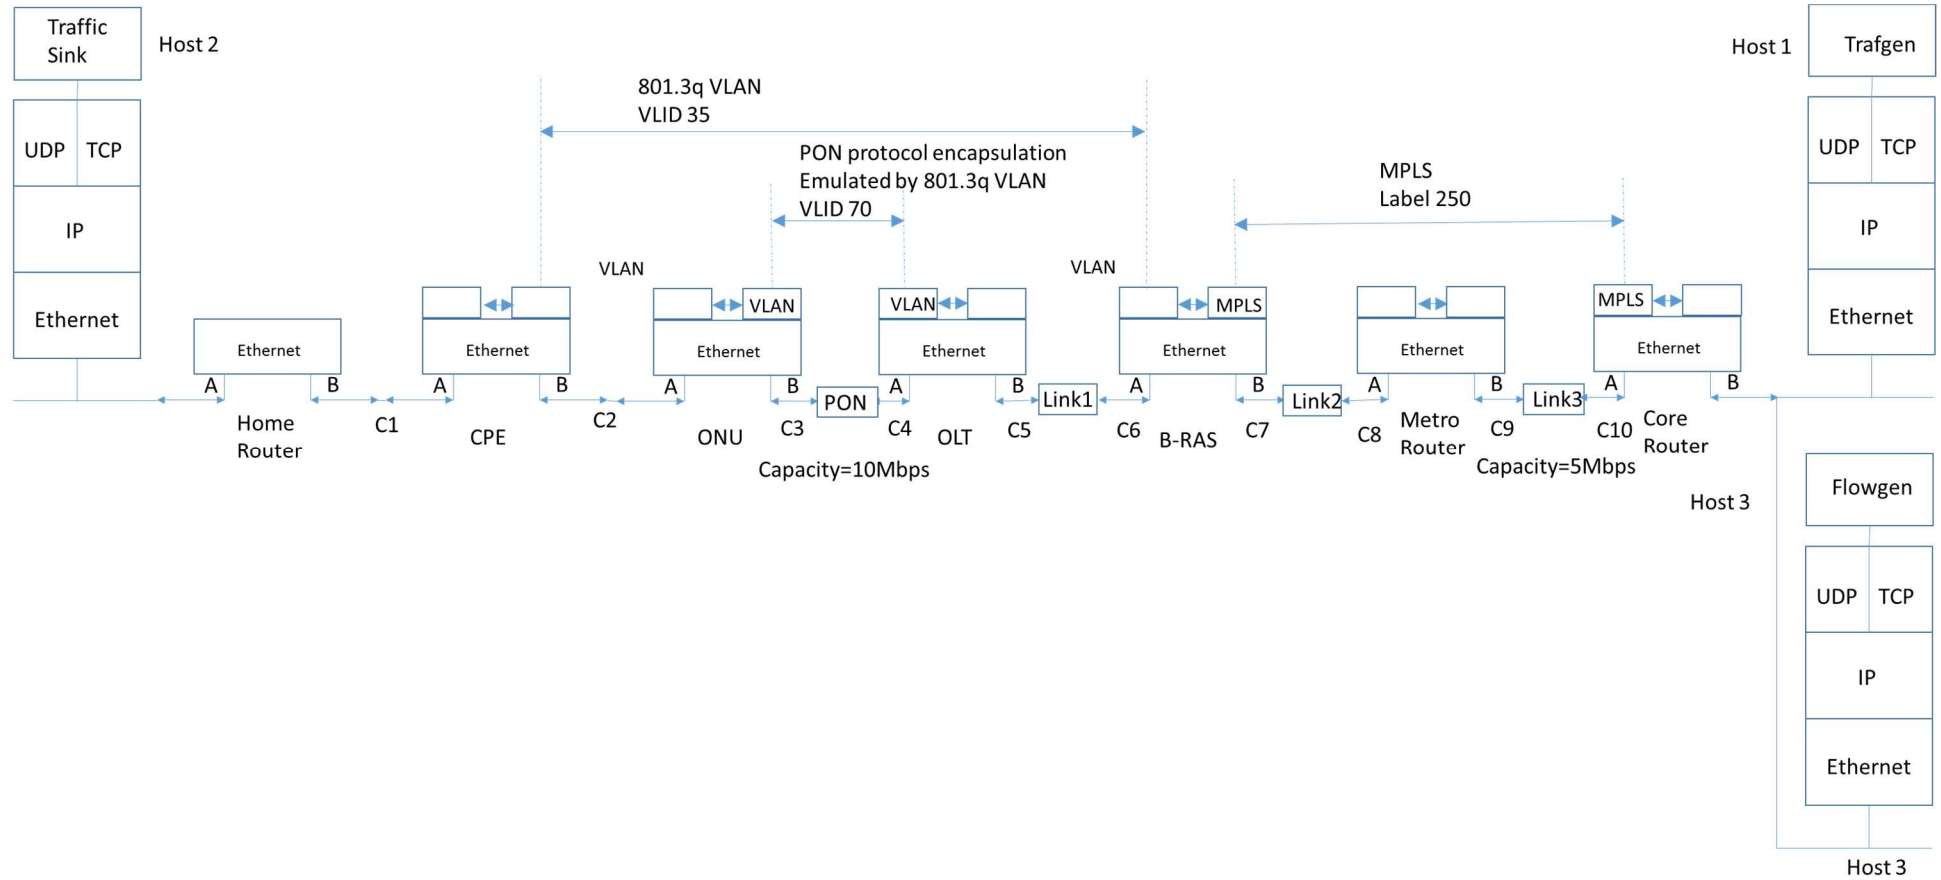 Traffic
Sink
Host 2
UDP
TCP
IP
Ethernet
801.3q VLAN
VLID 35
PON protocol encapsulation
Emulated by 801.3q VLAN
VLID 70
MPLS
Label 250
Host 1
Trafgen
UDP
TCP
IP
Ethernet
VLAN
VLAN
VLAN
VLAN
MPLS
MPLS
Ethernet
Ethernet
Ethernet
Ethernet
Ethernet
Ethernet
Ethernet
A
B
A
B
A
B
A
B
A
B
A
B
A
B
PON
Link1
Link2
Link3
Home
Router
C1
CPE
C2
ONU
C3
C4
OLT
C5
C6
B-RAS
C7
C8
Metro
Router
C9
C10
Core
Router
Capacity=10Mbps
Capacity=5Mbps
Host 3
Flowgen
UDP
TCP
IP
Ethernet
Host 3